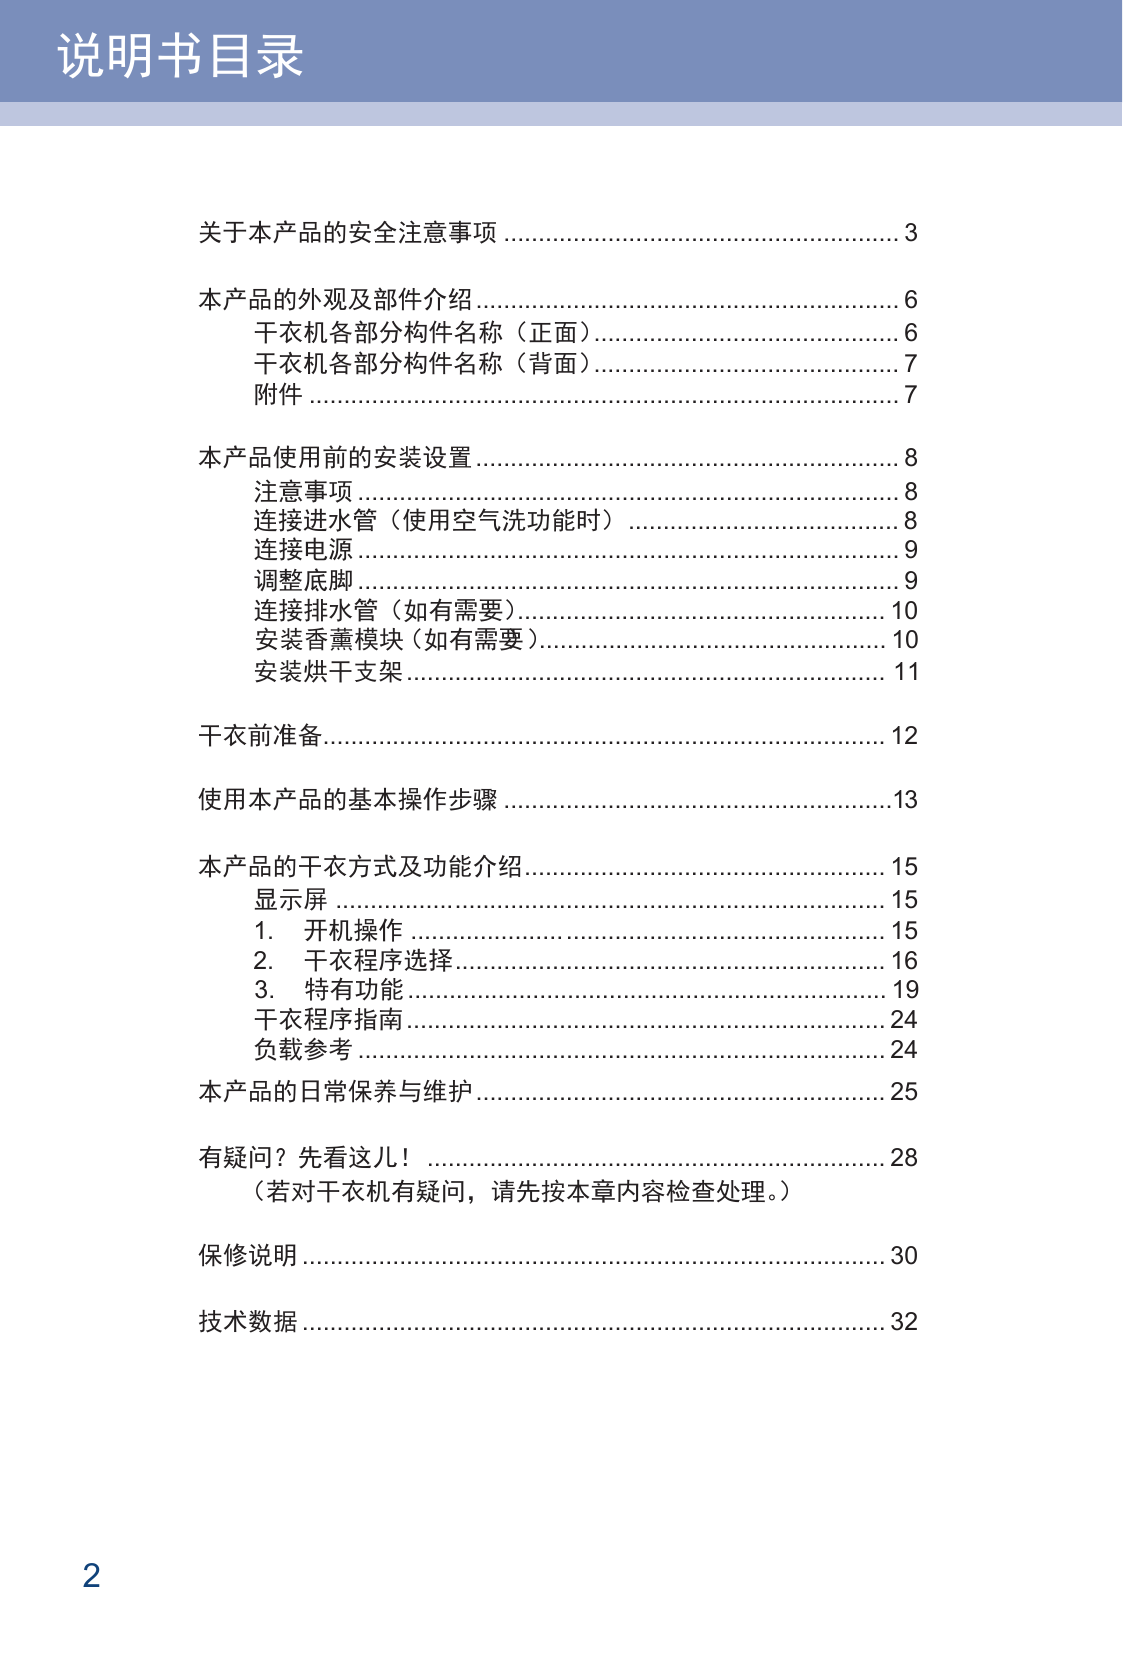 说明书目录
关于本产品的安全注意事项 ......................................................... 3
本产品的外观及部件介绍 ............................................................. 6
干衣机各部分构件名称（正面）............................................ 6
干衣机各部分构件名称（背面）............................................ 7
附件 ..................................................................................... 7
本产品使用前的安装设置 ............................................................. 8
注意事项 .............................................................................. 8
连接进水管（使用空气洗功能时） ....................................... 8
连接电源 .............................................................................. 9
调整底脚 .............................................................................. 9
连接排水管（如有需要）..................................................... 10
安装香薰模块（如有需要）.................................................. 10
安装烘干支架 ..................................................................... 11
干衣前准备................................................................................. 12
使用本产品的基本操作步骤 ........................................................13
本产品的干衣方式及功能介绍.................................................... 15
显示屏 ............................................................................... 15
1. 开机操作 .................................................................... 15
2. 干衣程序选择.............................................................. 16
3. 特有功能 ..................................................................... 19
干衣程序指南 ..................................................................... 24
负载参考 ............................................................................ 24
本产品的日常保养与维护 ........................................................... 25
有疑问？先看这儿！ .................................................................. 28
（若对干衣机有疑问，请先按本章内容检查处理。）
保修说明 .................................................................................... 30
技术数据 .................................................................................... 32
2